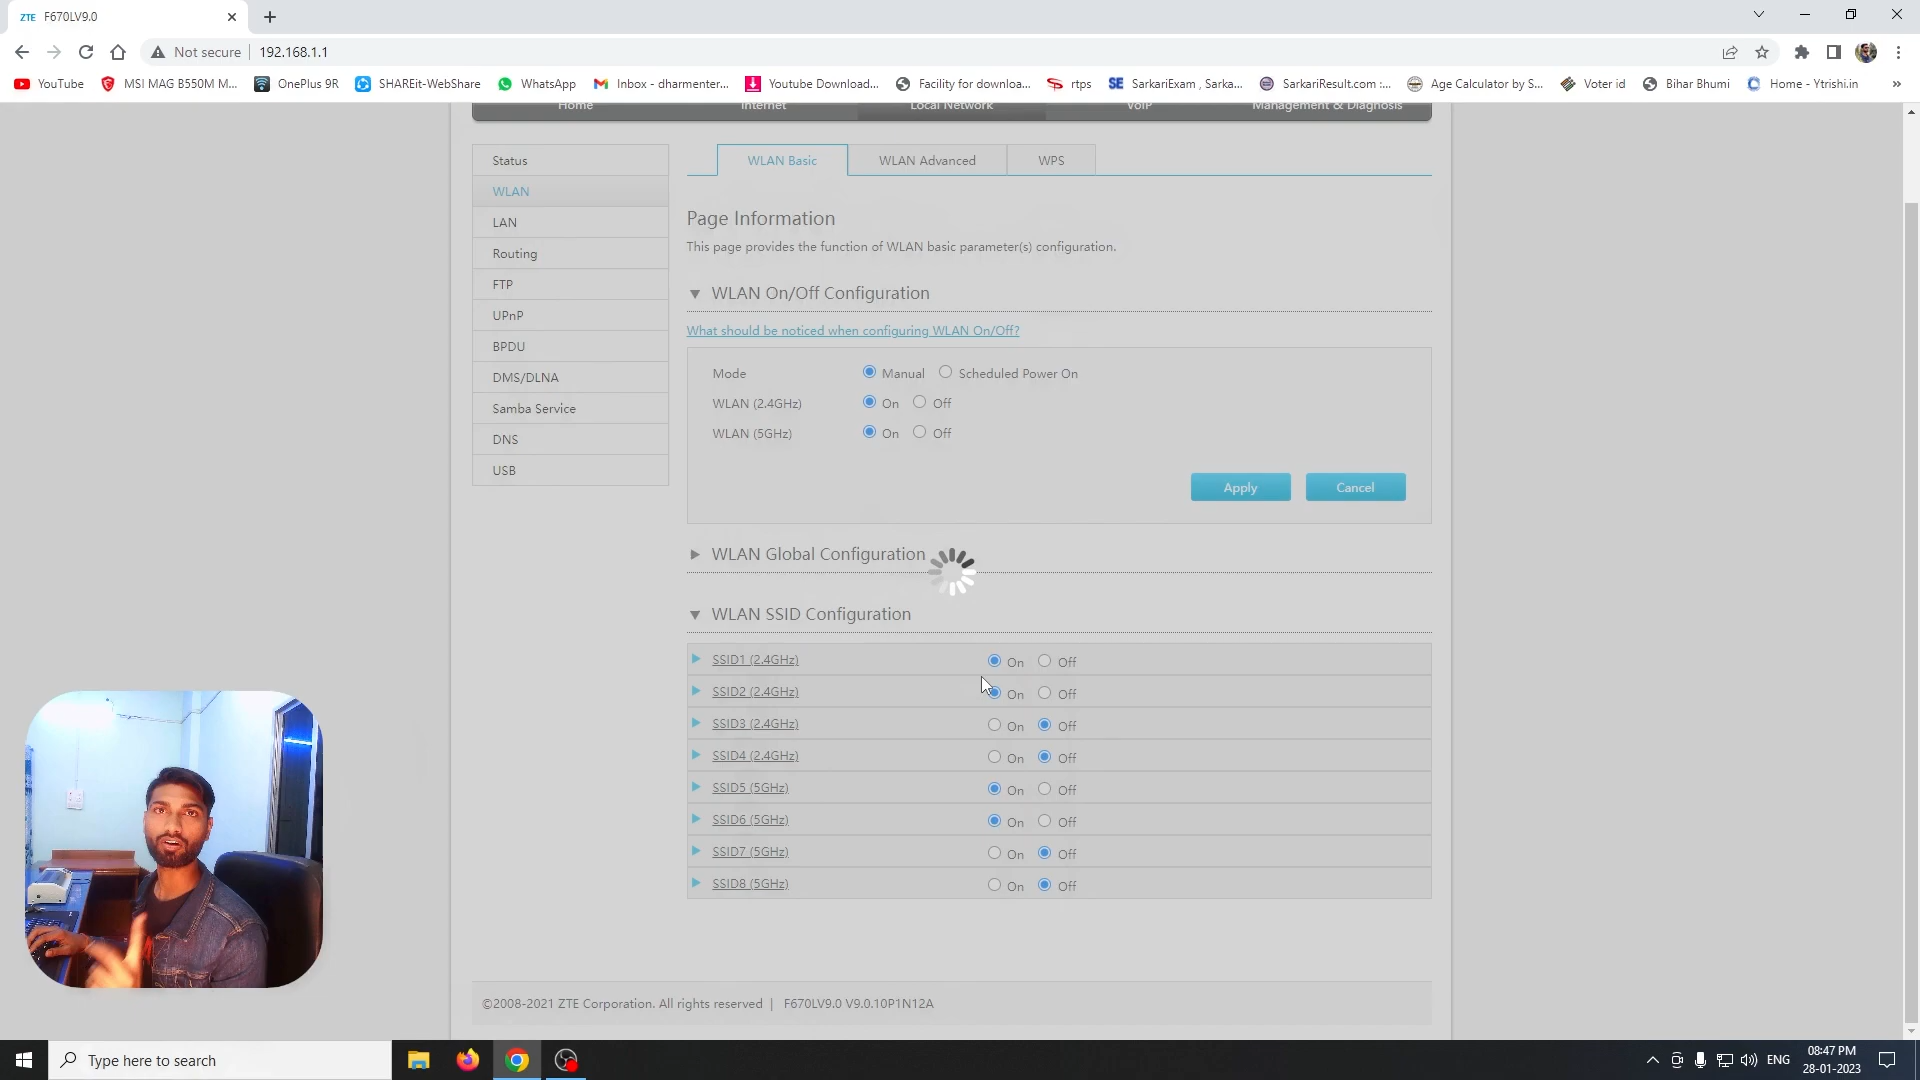 ZTE F670LV9.0
Not secure 192.168.1.1
YouTube MSI MAG B550M M... OnePlus 9R SHAREit-WebShare WhatsApp Inbox - dharmenter... Youtube Download... Facility for downloa... rtps SE SarkariExam , Sarka... SarkariResult.com :... Age Calculator by S... Voter id Bihar Bhumi Home - Ytrishi.in »
Home Internet Local Network VoIP Management & Diagnosis
Status
WLAN
LAN
Routing
FTP
UPnP
BPDU
DMS/DLNA
Samba Service
DNS
USB
WLAN Basic WLAN Advanced WPS
Page Information
This page provides the function of WLAN basic parameter(s) configuration.
WLAN On/Off Configuration
What should be noticed when configuring WLAN On/Off?
Mode Manual Scheduled Power On
WLAN (2.4GHz) On Off
WLAN (5GHz) On Off
Apply Cancel
WLAN Global Configuration
WLAN SSID Configuration
SSID1 (2.4GHz) On Off
SSID2 (2.4GHz) On Off
SSID3 (2.4GHz) On Off
SSID4 (2.4GHz) On Off
SSID5 (5GHz) On Off
SSID6 (5GHz) On Off
SSID7 (5GHz) On Off
SSID8 (5GHz) On Off
©2008-2021 ZTE Corporation. All rights reserved | F670LV9.0 V9.0.10P1N12A
Type here to search
ENG
08:47 PM
28-01-2023